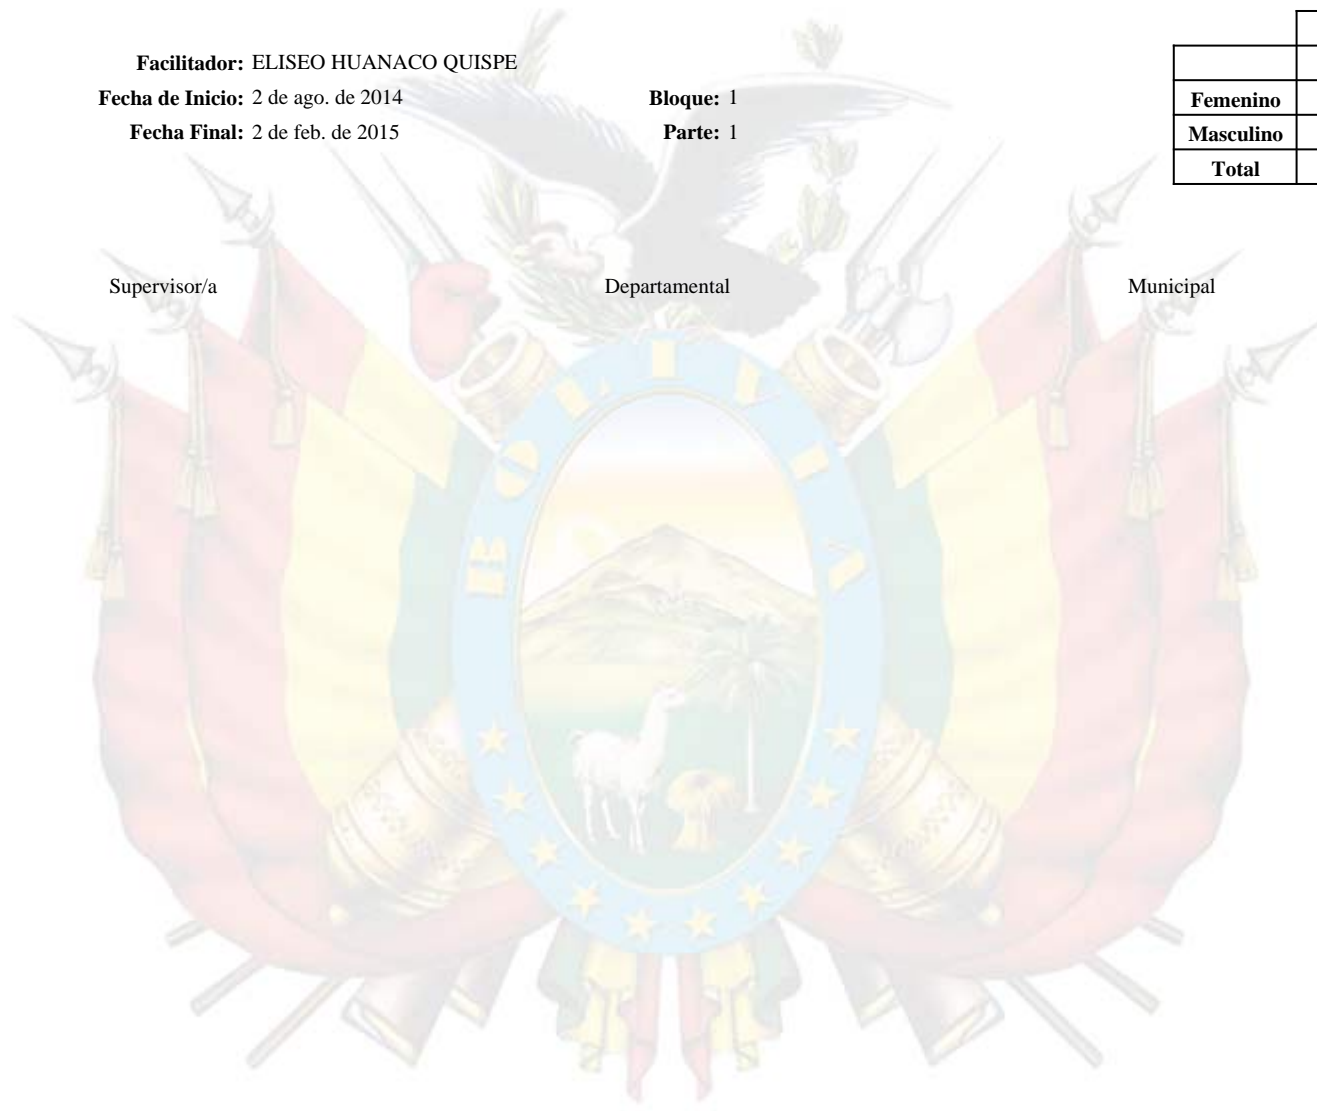 Facilitador: ELISEO HUANACO QUISPE
Fecha de Inicio: 2 de ago. de 2014 Bloque: 1
Fecha Final: 2 de feb. de 2015 Parte: 1
Femenino
Masculino
Total
Supervisor/a Departamental Municipal
BOLIVIA